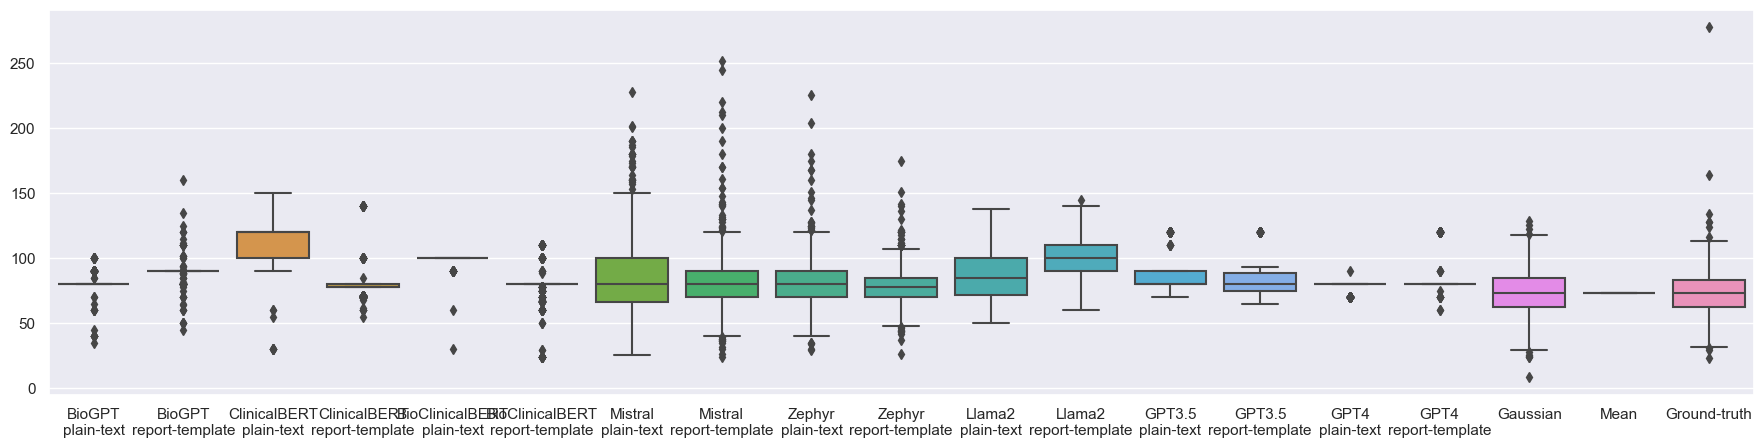 250
200
150
100
50
0
BioGPT
plain-text
BioGPT
report-template
ClinicalBERT
plain-text
ClinicalBERT
report-template
BioClinicalBERT
plain-text
BioClinicalBERT
report-template
Mistral
plain-text
Mistral
report-template
Zephyr
plain-text
Zephyr
report-template
Llama2
plain-text
Llama2
report-template
GPT3.5
plain-text
GPT3.5
report-template
GPT4
plain-text
GPT4
report-template
Gaussian
Mean
Ground-truth